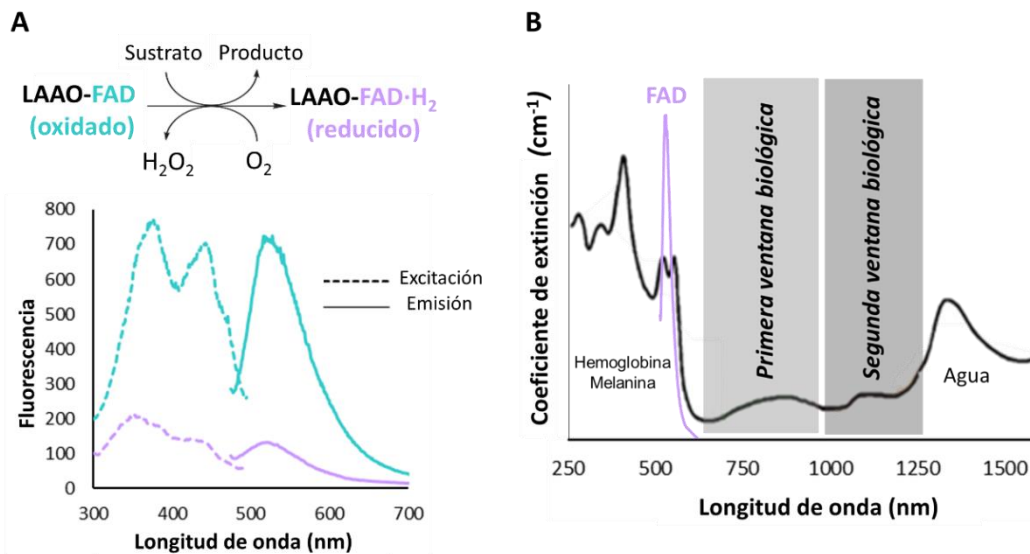 A
Sustrato Producto
LAAO-FAD
(oxidado)
LAAO-FAD·H₂
(reducido)
H₂O₂ O₂
800
700
600
500
400
300
200
100
0
Fluorescencia
Excitación
Emisión
300 400 500 600 700
Longitud de onda (nm)
B
Coeficiente de extinción (cm⁻¹)
FAD
Primera ventana biológica
Segunda ventana biológica
Hemoglobina
Melanina
Agua
250 500 750 1000 1250 1500
Longitud de onda (nm)